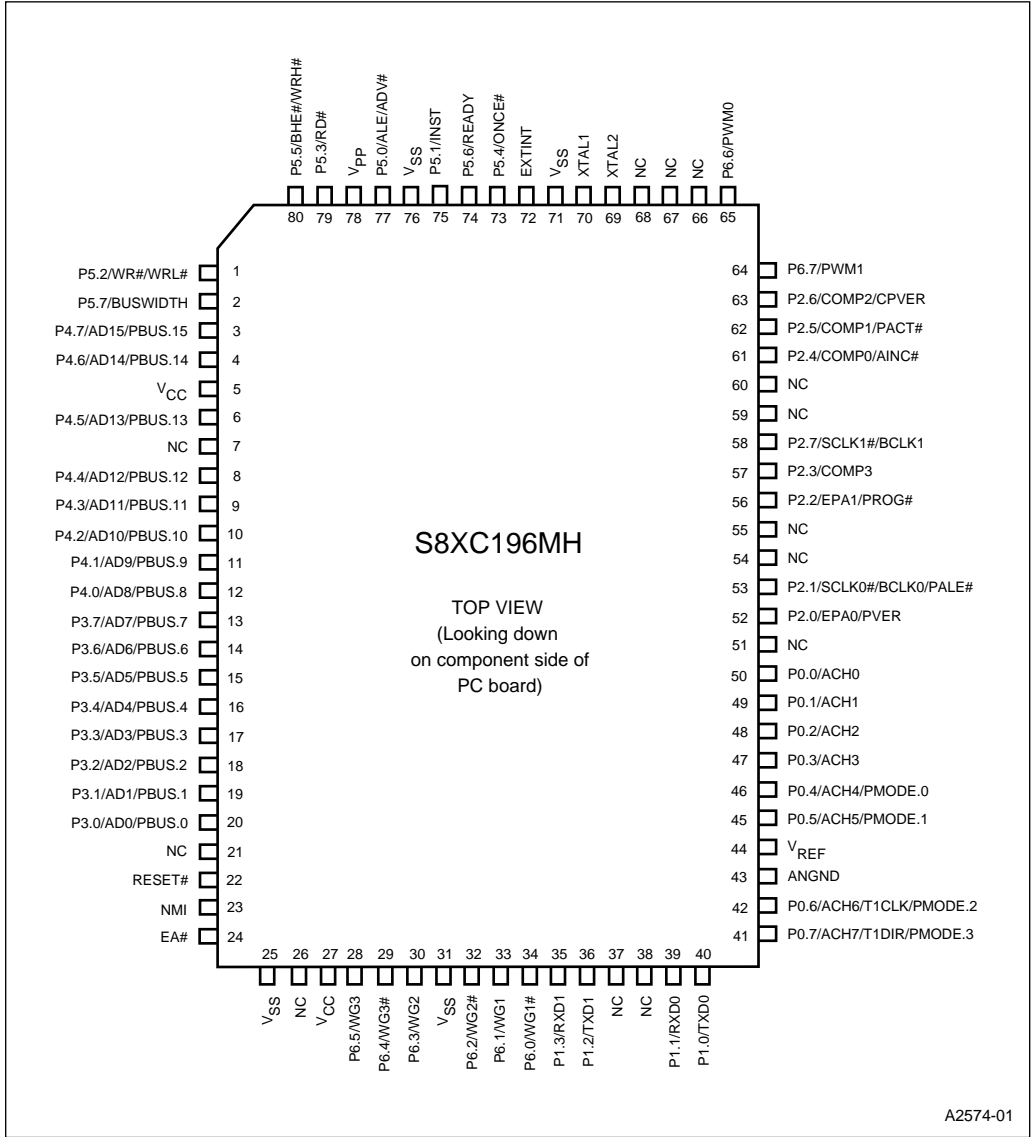 P5.5/BHE#/WRH#
P5.3/RD#
VPP
P5.0/ALE/ADV#
VSS
P5.1/INST
P5.6/READY
P5.4/ONCE#
EXTINT
VSS
XTAL1
XTAL2
NC
NC
NC
P6.6/PWM0
80 79 78 77 76 75 74 73 72 71 70 69 68 67 66 65
P5.2/WR#/WRL# 1
P5.7/BUSWIDTH 2
P4.7/AD15/PBUS.15 3
P4.6/AD14/PBUS.14 4
VCC 5
P4.5/AD13/PBUS.13 6
NC 7
P4.4/AD12/PBUS.12 8
P4.3/AD11/PBUS.11 9
P4.2/AD10/PBUS.10 10
P4.1/AD9/PBUS.9 11
P4.0/AD8/PBUS.8 12
P3.7/AD7/PBUS.7 13
P3.6/AD6/PBUS.6 14
P3.5/AD5/PBUS.5 15
P3.4/AD4/PBUS.4 16
P3.3/AD3/PBUS.3 17
P3.2/AD2/PBUS.2 18
P3.1/AD1/PBUS.1 19
P3.0/AD0/PBUS.0 20
NC 21
RESET# 22
NMI 23
EA# 24
S8XC196MH
TOP VIEW
(Looking down
on component side of
PC board)
64 P6.7/PWM1
63 P2.6/COMP2/CPVER
62 P2.5/COMP1/PACT#
61 P2.4/COMP0/AINC#
60 NC
59 NC
58 P2.7/SCLK1#/BCLK1
57 P2.3/COMP3
56 P2.2/EPA1/PROG#
55 NC
54 NC
53 P2.1/SCLK0#/BCLK0/PALE#
52 P2.0/EPA0/PVER
51 NC
50 P0.0/ACH0
49 P0.1/ACH1
48 P0.2/ACH2
47 P0.3/ACH3
46 P0.4/ACH4/PMODE.0
45 P0.5/ACH5/PMODE.1
44 VREF
43 ANGND
42 P0.6/ACH6/T1CLK/PMODE.2
41 P0.7/ACH7/T1DIR/PMODE.3
25 26 27 28 29 30 31 32 33 34 35 36 37 38 39 40
VSS
NC
VCC
P6.5/WG3
P6.4/WG3#
P6.3/WG2
VSS
P6.2/WG2#
P6.1/WG1
P6.0/WG1#
P1.3/RXD1
P1.2/TXD1
NC
NC
P1.1/RXD0
P1.0/TXD0
A2574-01